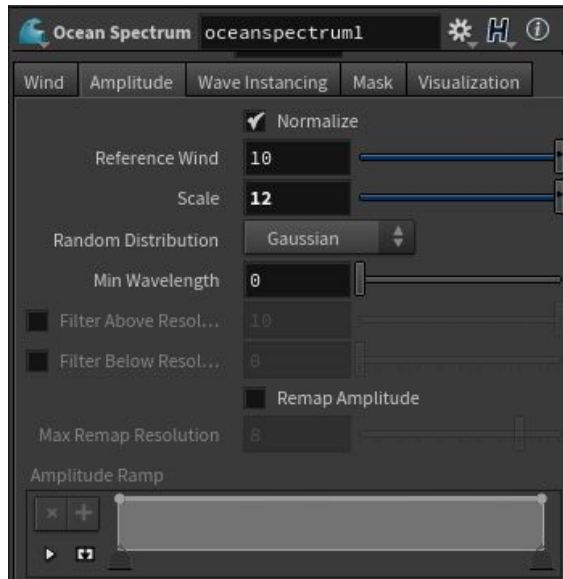 Ocean Spectrum oceanspectrum1
Wind Amplitude Wave Instancing Mask Visualization
Normalize
Reference Wind 10
Scale 12
Random Distribution Gaussian
Min Wavelength 0
Filter Above Resol... 10
Filter Below Resol... 0
Remap Amplitude
Max Remap Resolution 8
Amplitude Ramp